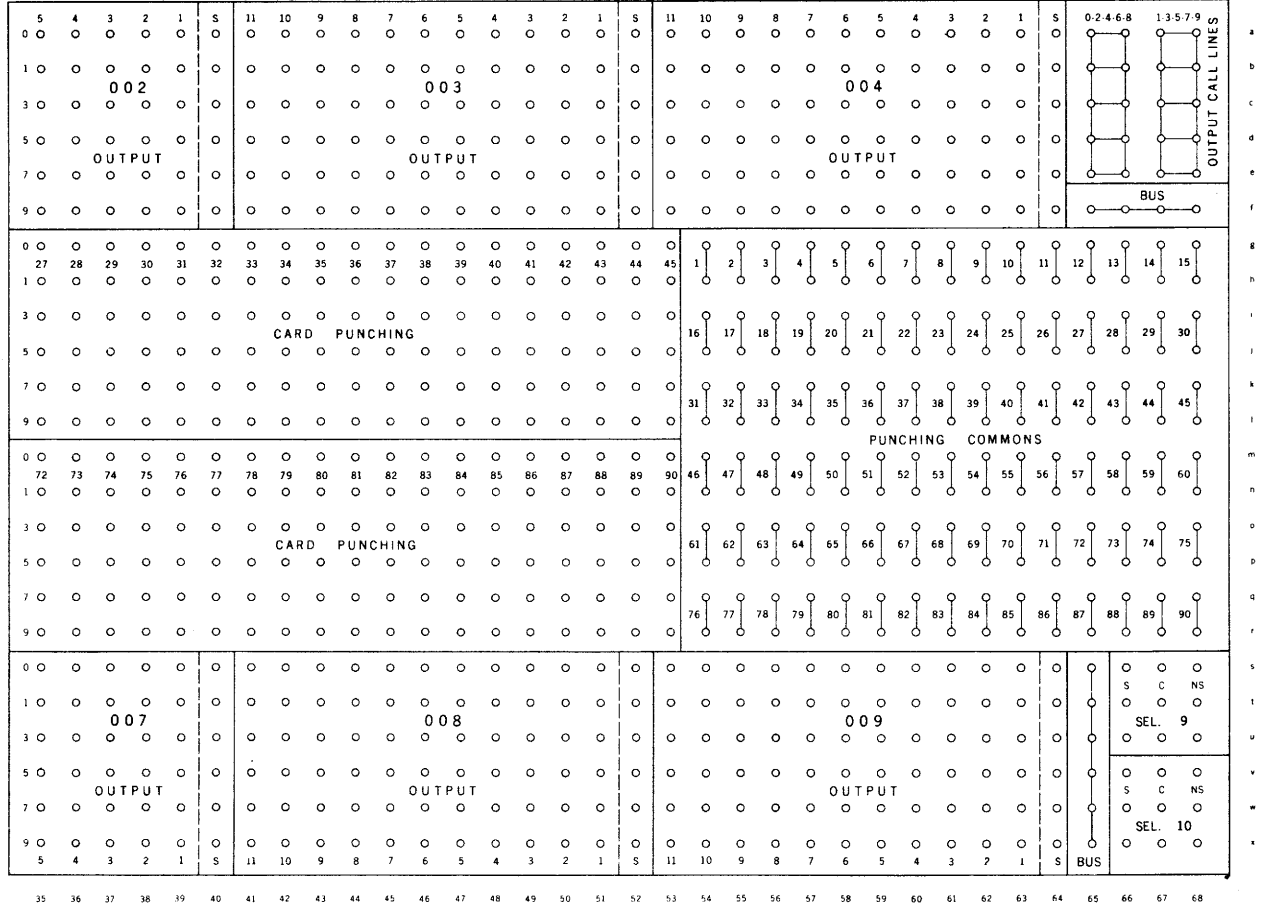 5 4 3 2 1 S 11 10 9 8 7 6 5 4 3 2 1 S 11 10 9 8 7 6 5 4 3 2 1 S 0-2-4-6-8 1-3-5-7-9
0 a
OUTPUT CALL LINES
1 b
002 003 004
3 c
5 d
OUTPUT OUTPUT OUTPUT
7 e
BUS
9 f
0 g
27 28 29 30 31 32 33 34 35 36 37 38 39 40 41 42 43 44 45 1 2 3 4 5 6 7 8 9 10 11 12 13 14 15
1 h
3 i
CARD PUNCHING 16 17 18 19 20 21 22 23 24 25 26 27 28 29 30
5 j
7 k
31 32 33 34 35 36 37 38 39 40 41 42 43 44 45
9 l
PUNCHING COMMONS
0 m
72 73 74 75 76 77 78 79 80 81 82 83 84 85 86 87 88 89 90 46 47 48 49 50 51 52 53 54 55 56 57 58 59 60
1 n
3 o
CARD PUNCHING 61 62 63 64 65 66 67 68 69 70 71 72 73 74 75
5 p
7 q
76 77 78 79 80 81 82 83 84 85 86 87 88 89 90
9 r
0 s
S C NS
1 t
007 008 009 SEL. 9
3 u
5 v
OUTPUT OUTPUT OUTPUT S C NS
7 w
SEL. 10
9 x
5 4 3 2 1 S 11 10 9 8 7 6 5 4 3 2 1 S 11 10 9 8 7 6 5 4 3 2 1 S BUS
35 36 37 38 39 40 41 42 43 44 45 46 47 48 49 50 51 52 53 54 55 56 57 58 59 60 61 62 63 64 65 66 67 68